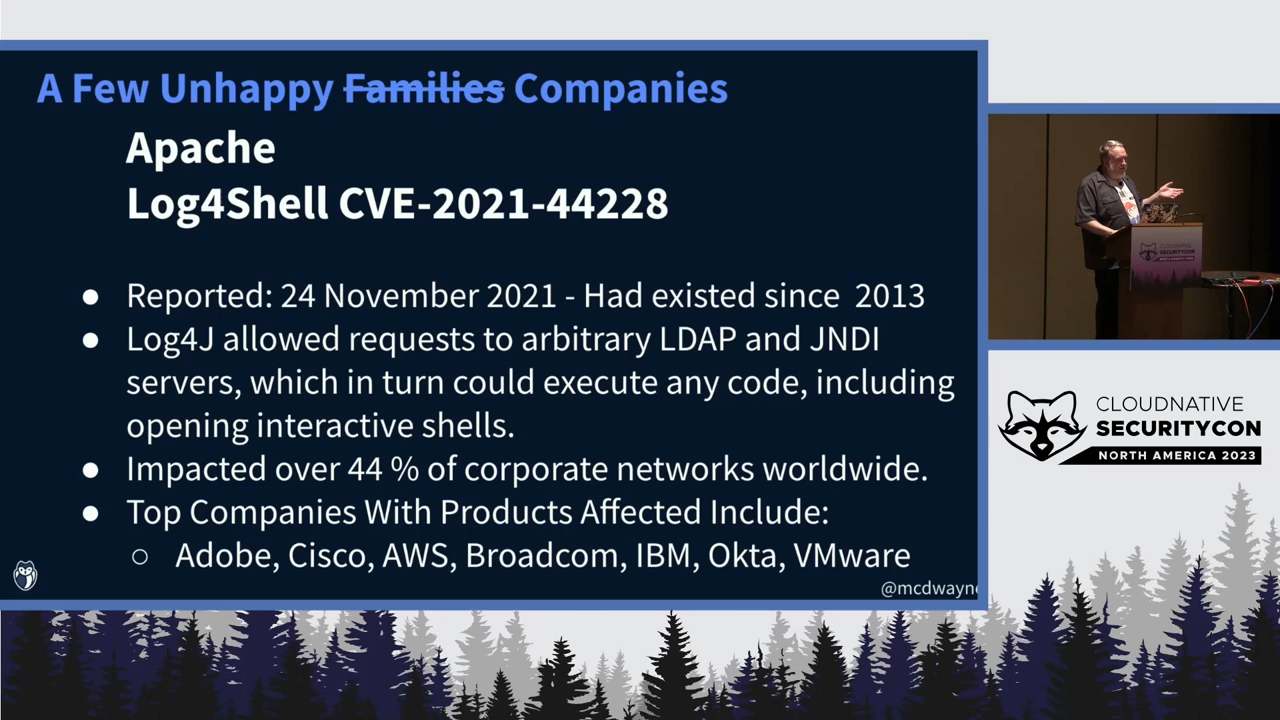 A Few Unhappy Families Companies
Apache
Log4Shell CVE-2021-44228
● Reported: 24 November 2021 - Had existed since 2013
● Log4J allowed requests to arbitrary LDAP and JNDI
servers, which in turn could execute any code, including
opening interactive shells.
● Impacted over 44 % of corporate networks worldwide.
● Top Companies With Products Affected Include:
○ Adobe, Cisco, AWS, Broadcom, IBM, Okta, VMware
@mcdwayne
CLOUDNATIVE
SECURITYCON
NORTH AMERICA 2023
CLOUDNATIVE
SECURITYCON